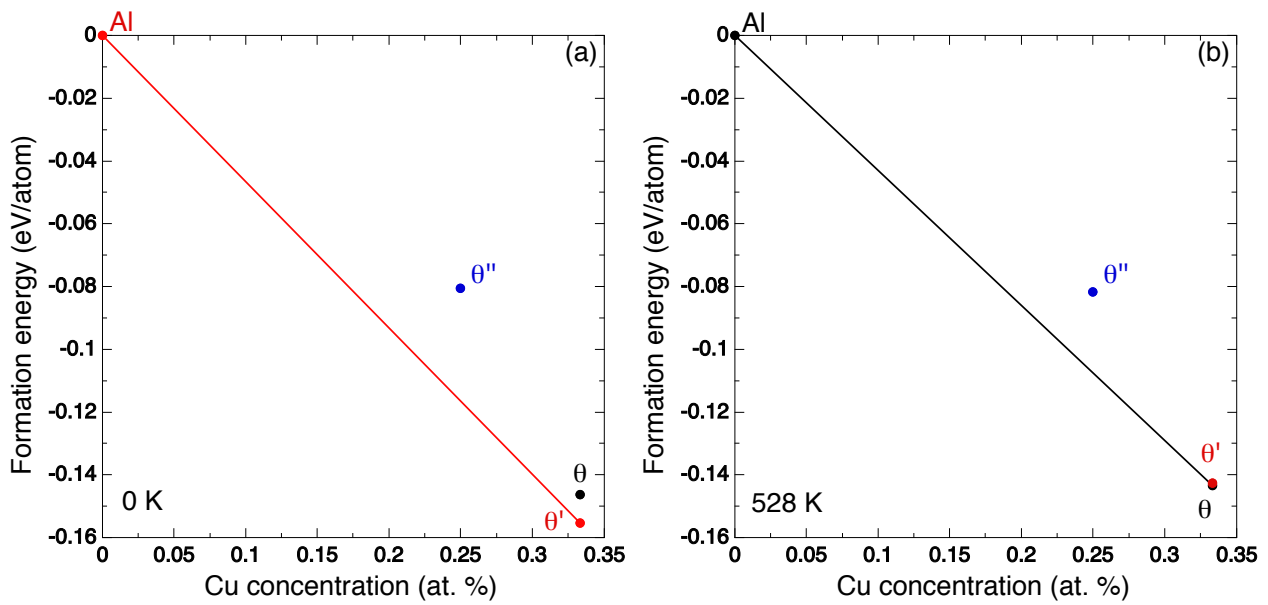 Al
(a)
0
-0.02
-0.04
-0.06
-0.08
-0.1
-0.12
-0.14
-0.16
Formation energy (eV/atom)
θ"
θ
θ'
0 K
0 0.05 0.1 0.15 0.2 0.25 0.3 0.35
Cu concentration (at. %)
Al
(b)
0
-0.02
-0.04
-0.06
-0.08
-0.1
-0.12
-0.14
-0.16
Formation energy (eV/atom)
θ"
θ'
θ
528 K
0 0.05 0.1 0.15 0.2 0.25 0.3 0.35
Cu concentration (at. %)